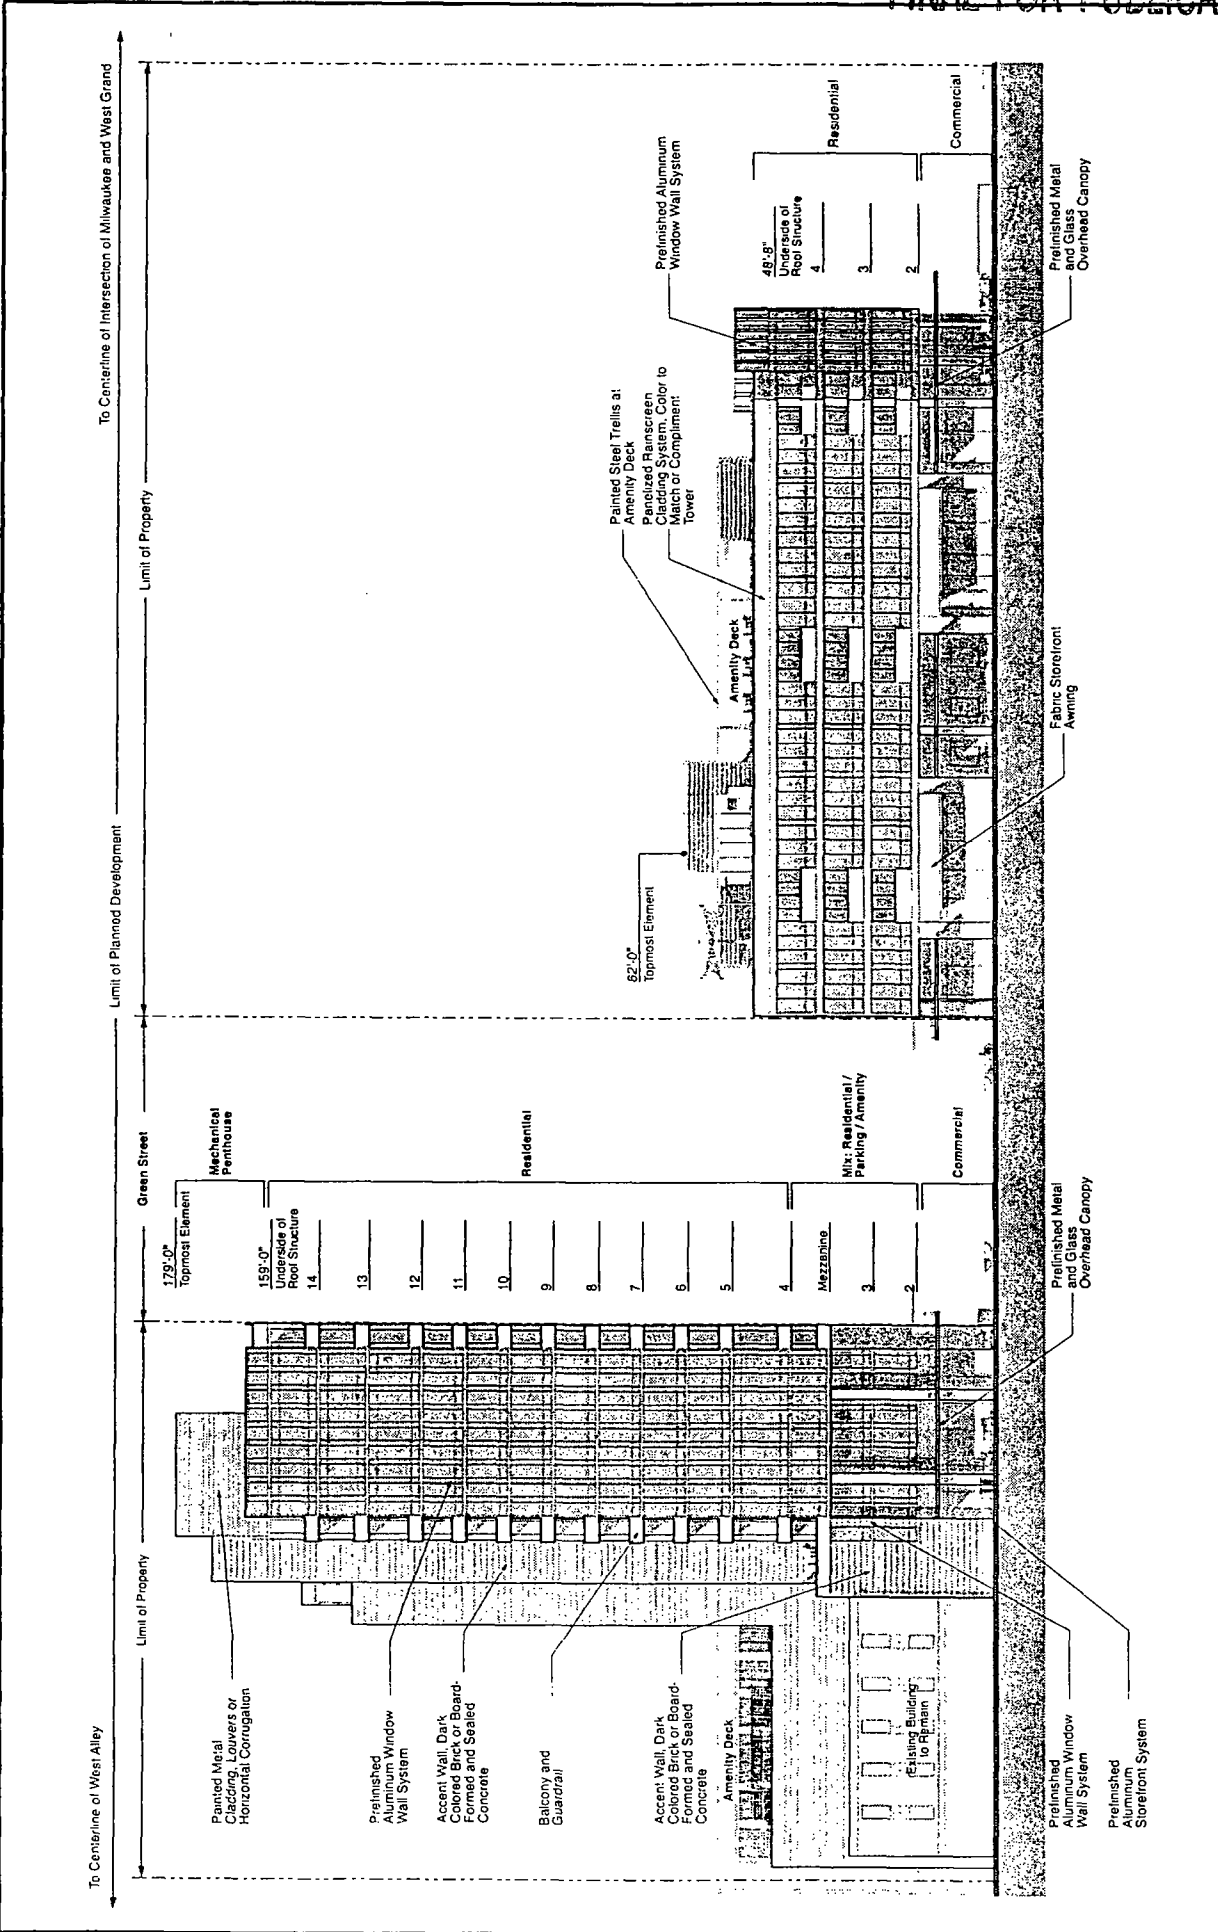 To Centerline of West Alley
Limit of Planned Development
To Centerline of Intersection of Milwaukee and West Grand
Limit of Property
Green Street
Limit of Property
179'-0"
Topmost Element
Mechanical
Penthouse
159'-0"
Underside of
Roof Structure
14
13
12
11
10
9
8
7
6
5
4
Mezzanine
3
2
Residential
Mix: Residential /
Parking / Amenity
Commercial
Painted Metal
Cladding, Louvers or
Horizontal Corrugation
Prefinished
Aluminum Window
Wall System
Accent Wall, Dark
Colored Brick or Board-
Formed and Sealed
Concrete
Balcony and
Guardrail
Accent Wall, Dark
Colored Brick or Board-
Formed and Sealed
Concrete
Amenity Deck
Existing Building
to Remain
Prefinished
Aluminum Window
Wall System
Prefinished
Aluminum
Storefront System
Prefinished Metal
and Glass
Overhead Canopy
62'-0"
Topmost Element
Painted Steel Trellis at
Amenity Deck
Panelized Rainscreen
Cladding System, Color to
Match or Compliment
Tower
Amenity Deck
Prefinished Aluminum
Window Wall System
48'-8"
Underside of
Roof Structure
4
3
2
Residential
Commercial
Fabric Storefront
Awning
Prefinished Metal
and Glass
Overhead Canopy